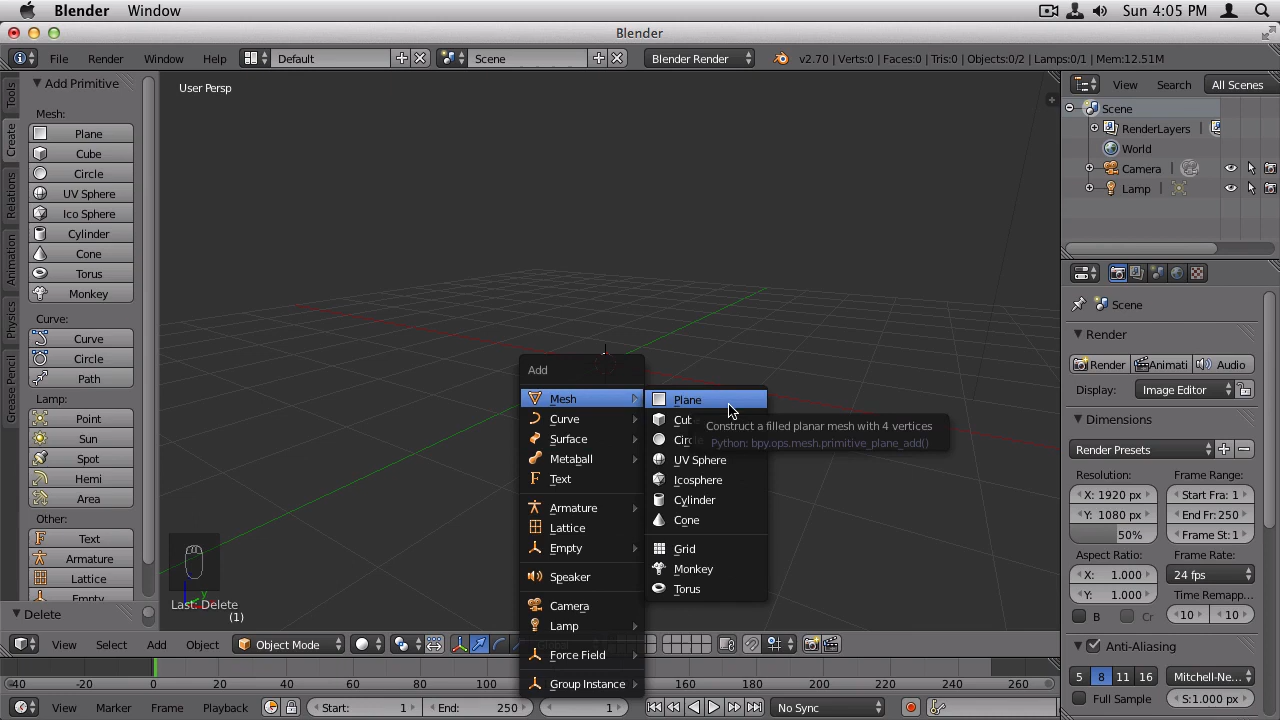 Blender Window Sun 4:05 PM
Blender
File Render Window Help Default Scene Blender Render v2.70 | Verts:0 | Faces:0 | Tris:0 | Objects:0/2 | Lamps:0/1 | Mem:12.51M
Tools
Create
Relations
Animation
Physics
Grease Pencil
Add Primitive
Mesh:
Plane
Cube
Circle
UV Sphere
Ico Sphere
Cylinder
Cone
Torus
Monkey
Curve:
Curve
Circle
Path
Lamp:
Point
Sun
Spot
Hemi
Area
Other:
Text
Armature
Lattice
Empty
Delete
User Persp
Add
Mesh
Curve
Surface
Metaball
Text
Armature
Lattice
Empty
Speaker
Camera
Lamp
Force Field
Group Instance
Plane
Cub
Circ
UV Sphere
Icosphere
Cylinder
Cone
Grid
Monkey
Torus
Construct a filled planar mesh with 4 vertices
Python: bpy.ops.mesh.primitive_plane_add()
y
Last: Delete
(1)
View Select Add Object Object Mode
-40 -20 0 20 40 60 80 100 160 180 200 220 240 260
View Marker Frame Playback Start: 1 End: 250 1 No Sync
View Search All Scenes
Scene
RenderLayers
World
Camera
Lamp
Scene
Render
Render Animati Audio
Display: Image Editor
Dimensions
Render Presets
Resolution: Frame Range:
X: 1920 px Start Fra: 1
Y: 1080 px End Fr: 250
50% Frame St: 1
Aspect Ratio: Frame Rate:
X: 1.000 24 fps
Y: 1.000 Time Remapp...
B Cr 10 10
Anti-Aliasing
5 8 11 16 Mitchell-Ne...
Full Sample S:1.000 px